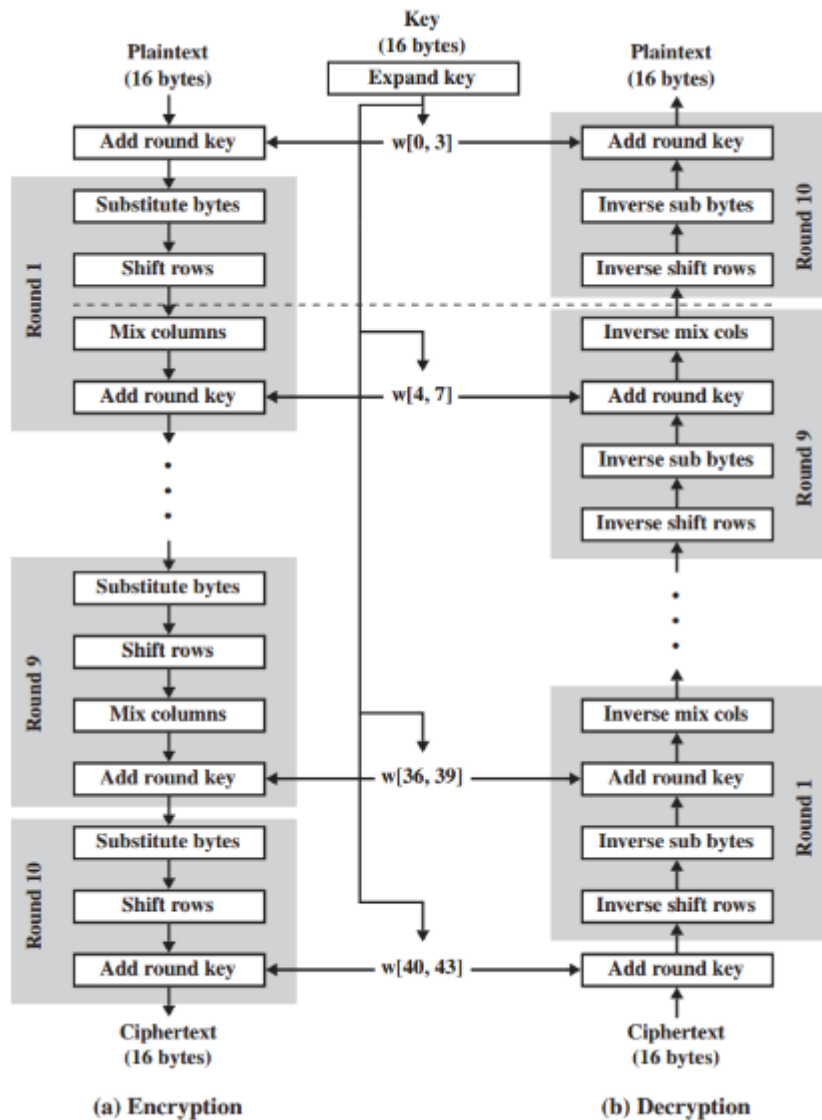 Key
(16 bytes)
Expand key
Plaintext
(16 bytes)
Add round key
Round 1
Substitute bytes
Shift rows
Mix columns
Add round key
Round 9
Substitute bytes
Shift rows
Mix columns
Add round key
Round 10
Substitute bytes
Shift rows
Add round key
Ciphertext
(16 bytes)
(a) Encryption
w[0, 3]
w[4, 7]
w[36, 39]
w[40, 43]
Plaintext
(16 bytes)
Add round key
Inverse sub bytes
Inverse shift rows
Round 10
Inverse mix cols
Add round key
Inverse sub bytes
Inverse shift rows
Round 9
Inverse mix cols
Add round key
Inverse sub bytes
Inverse shift rows
Round 1
Add round key
Ciphertext
(16 bytes)
(b) Decryption